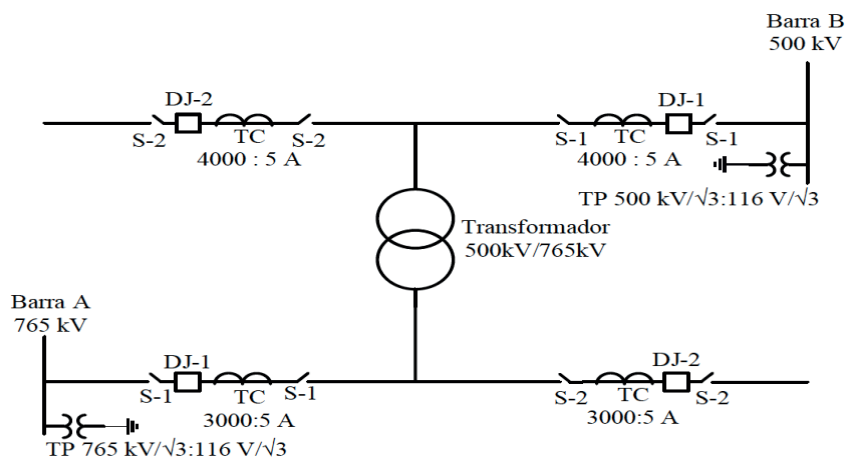 Barra B
500 kV
DJ-2
S-2
TC
S-2
4000 : 5 A
DJ-1
S-1
TC
S-1
4000 : 5 A
TP 500 kV/√3:116 V/√3
Transformador
500kV/765kV
Barra A
765 kV
DJ-1
S-1
TC
S-1
3000:5 A
TP 765 kV/√3:116 V/√3
DJ-2
S-2
TC
S-2
3000:5 A